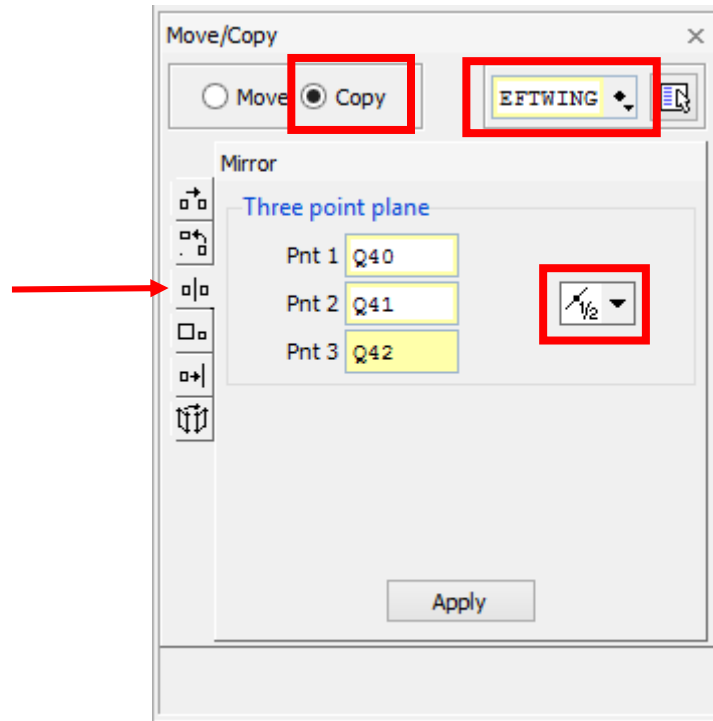 Move/Copy
Move Copy EFTWING
Mirror
Three point plane
Pnt 1 Q40
Pnt 2 Q41
1/2
Pnt 3 Q42
Apply